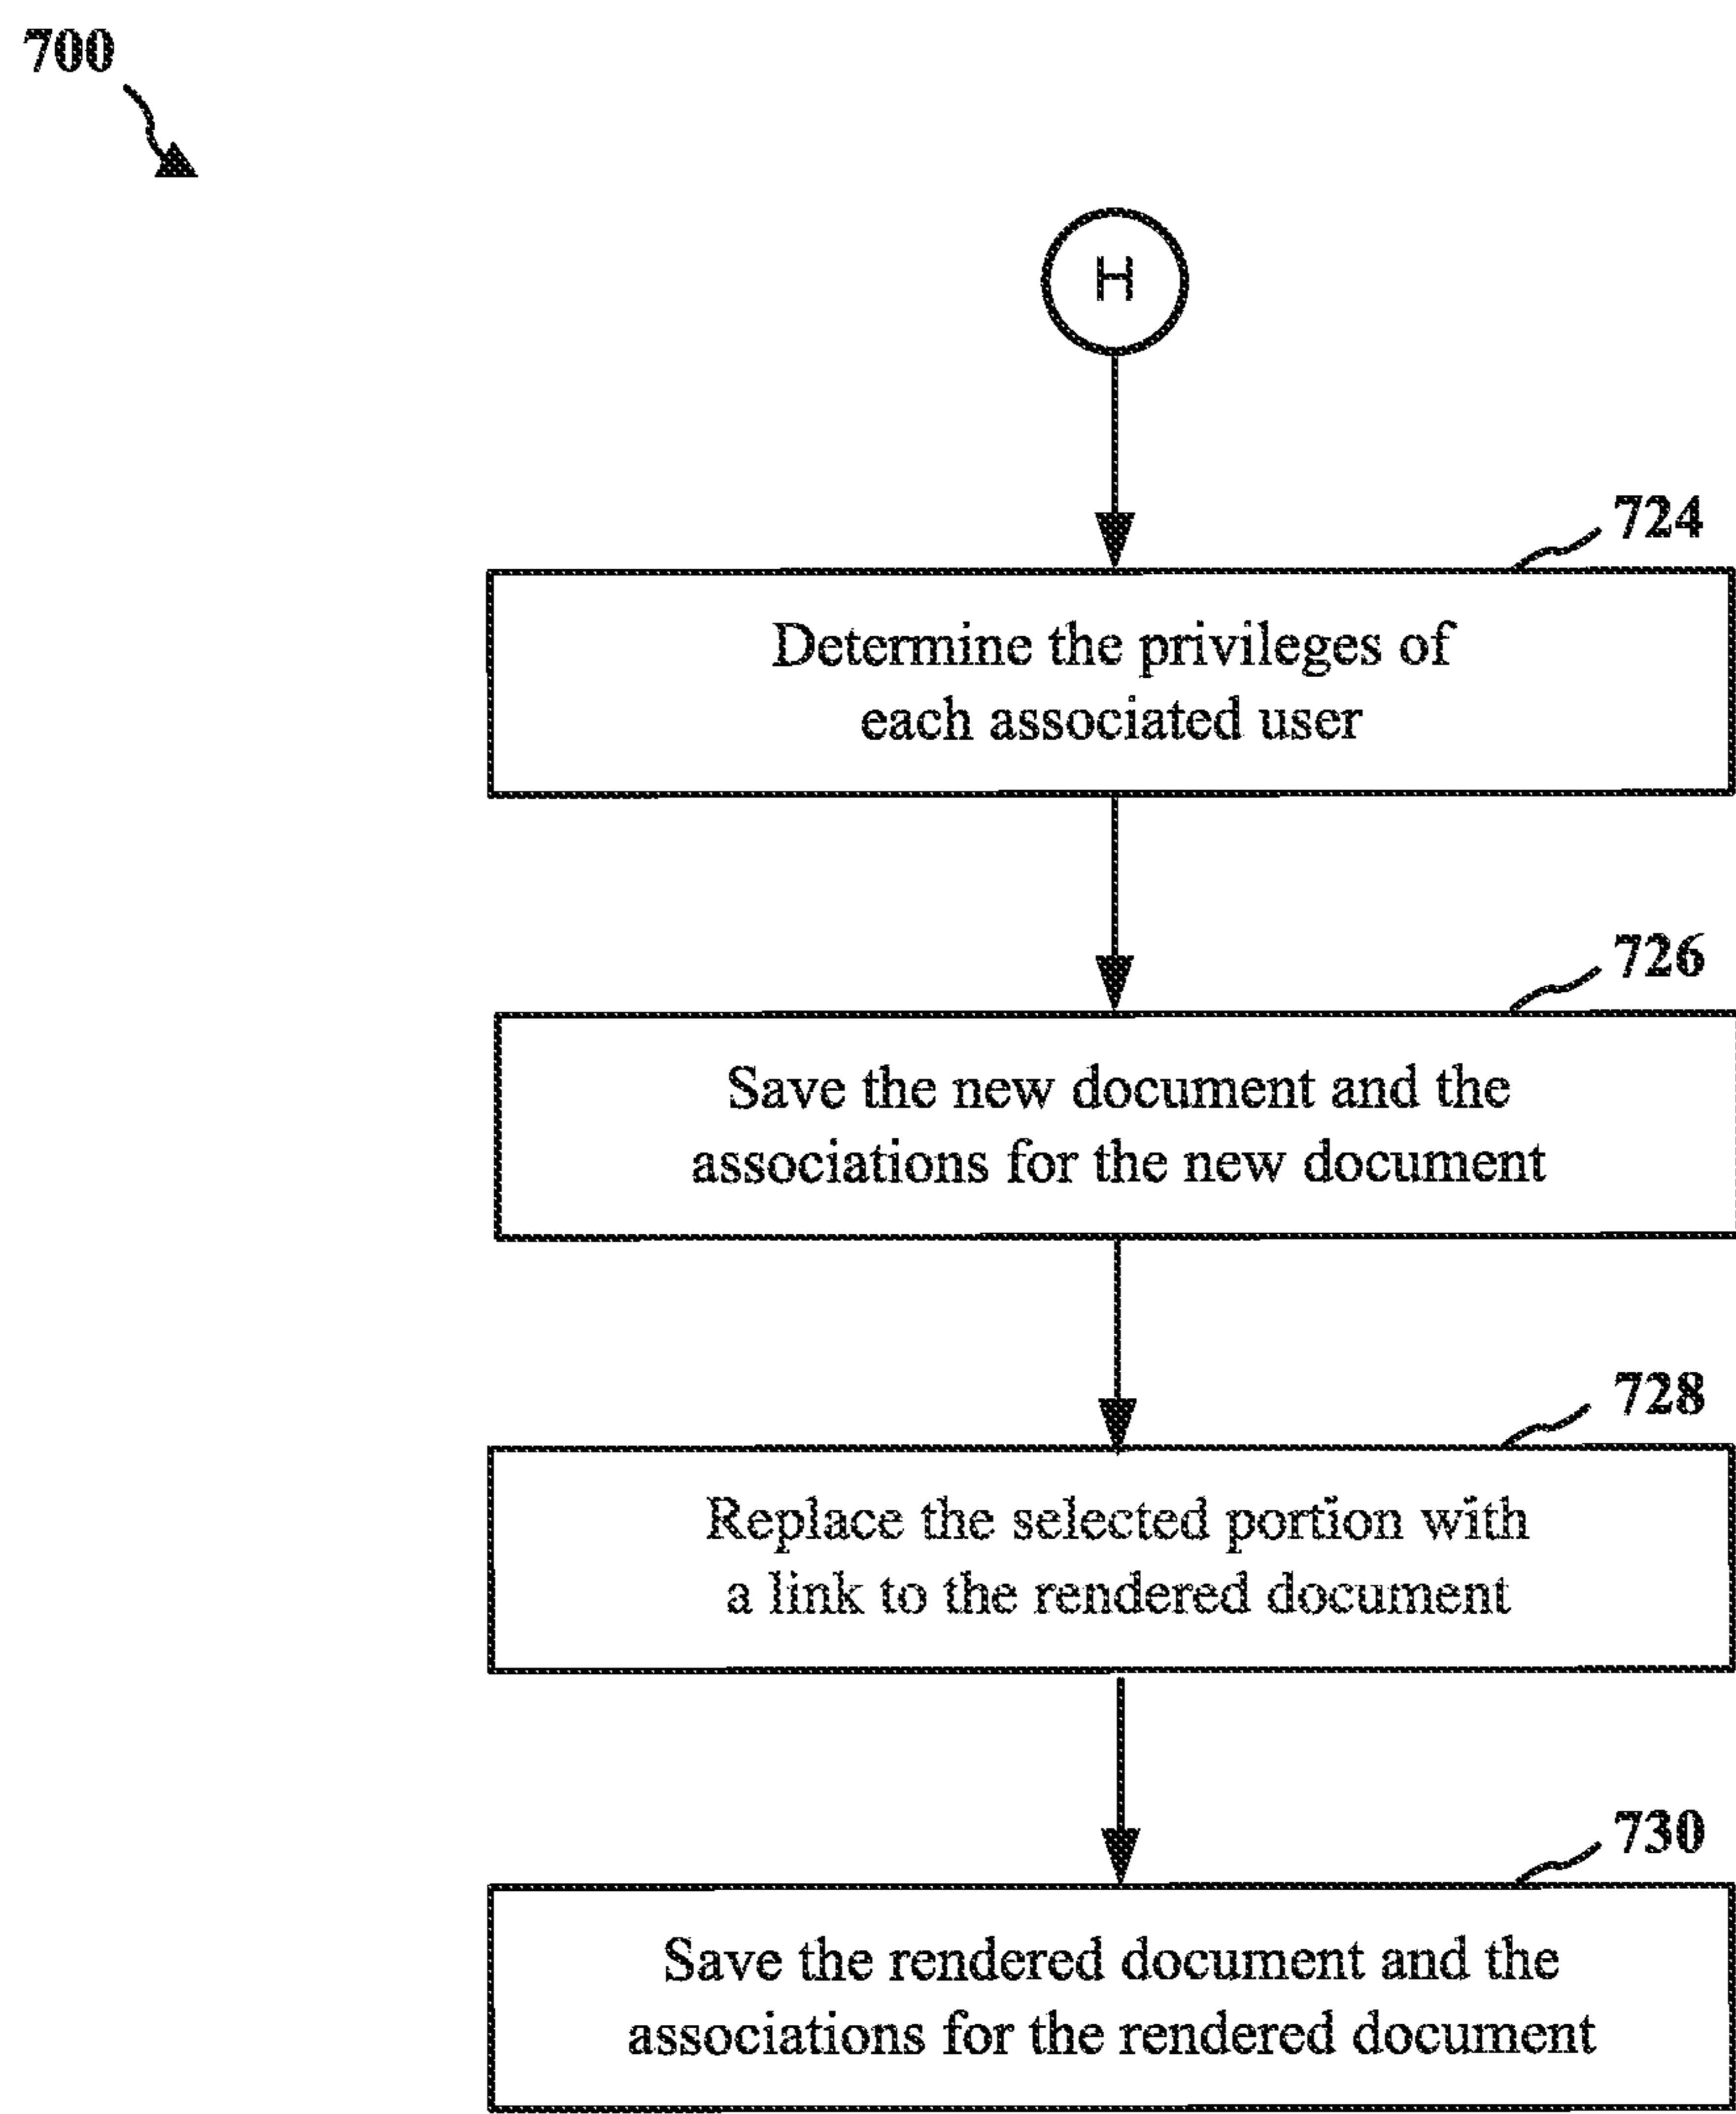 700
H
724
Determine the privileges of
each associated user
726
Save the new document and the
associations for the new document
728
Replace the selected portion with
a link to the rendered document
730
Save the rendered document and the
associations for the rendered document